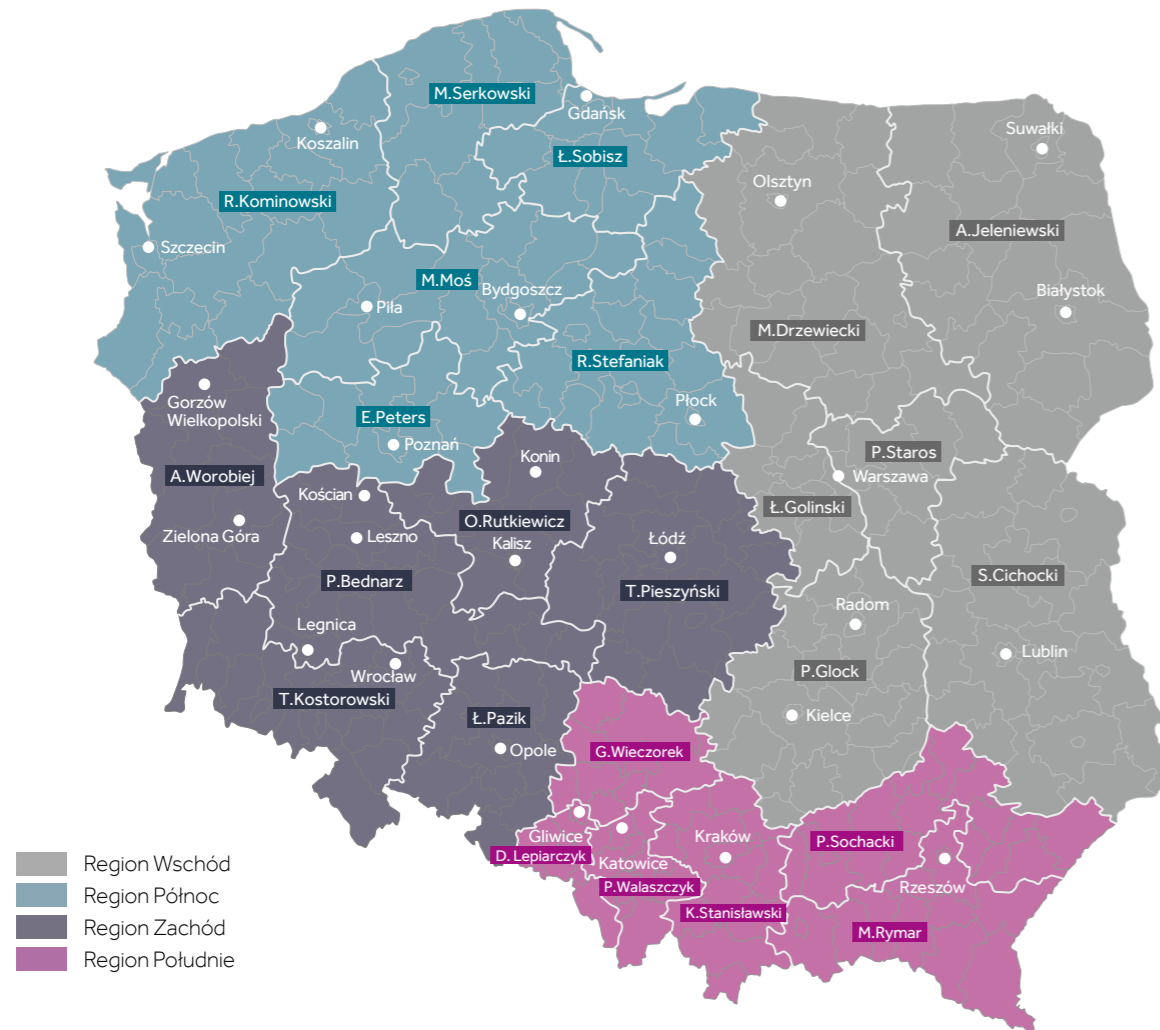 M.Serkowski
Gdańsk
Koszalin
Ł.Sobisz
Suwałki
Olsztyn
R.Kominowski
A.Jeleniewski
Szczecin
M.Moś
Bydgoszcz
Białystok
Piła
M.Drzewiecki
R.Stefaniak
Gorzów
Wielkopolski
Płock
E.Peters
Poznań
P.Staros
Konin
Warszawa
A.Worobiej
Kościan
Ł.Golinski
O.Rutkiewicz
Zielona Góra
Leszno
Kalisz
Łódź
P.Bednarz
T.Pieszyński
S.Cichocki
Radom
Legnica
Lublin
Wrocław
P.Glock
T.Kostorowski
Ł.Pazik
Kielce
Opole
G.Wieczorek
Gliwice
Kraków
P.Sochacki
D. Lepiarczyk
Katowice
P.Walaszczyk
Rzeszów
K.Stanisławski
M.Rymar
Region Wschód
Region Północ
Region Zachód
Region Południe